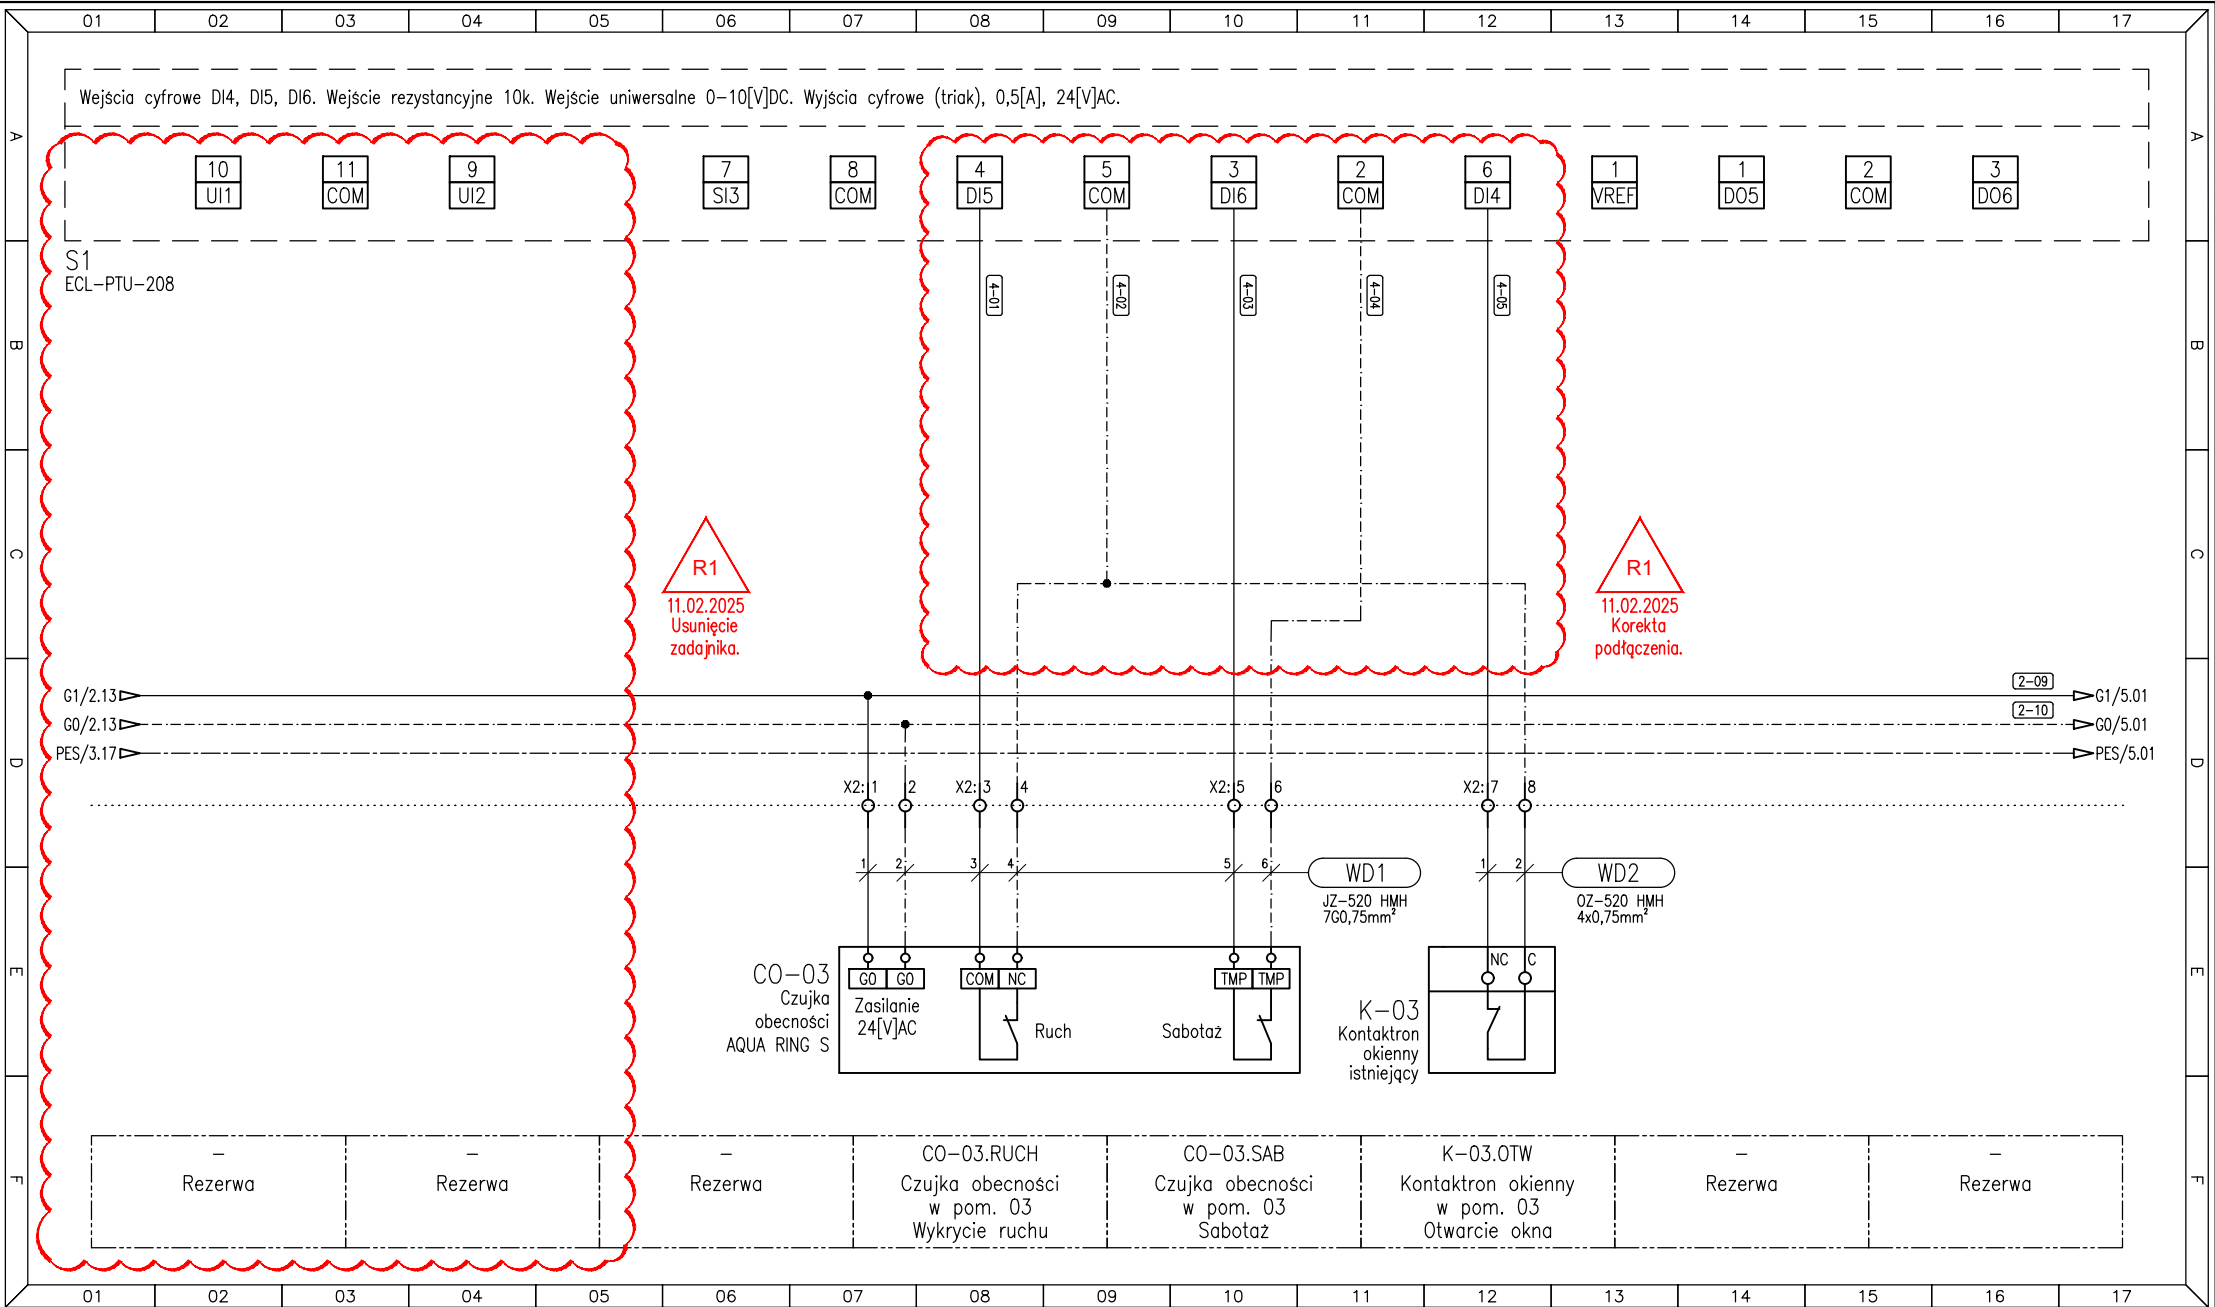 01 02 03 04 05 06 07 08 09 10 11 12 13 14 15 16 17
Wejścia cyfrowe DI4, DI5, DI6. Wejście rezystancyjne 10k. Wejście uniwersalne 0-10[V]DC. Wyjścia cyfrowe (triak), 0,5[A], 24[V]AC.
A A
10 11 9 7 8 4 5 3 2 6 1 1 2 3
UI1 COM UI2 SI3 COM DI5 COM DI6 COM DI4 VREF DO5 COM DO6
S1
ECL-PTU-208
4-01 4-02 4-03 4-04 4-05
B B
C C
R1
11.02.2025
Usunięcie
zadajnika.
R1
11.02.2025
Korekta
podłączenia.
2-09
G1/2.13 G1/5.01
2-10
G0/2.13 G0/5.01
PES/3.17 PES/5.01
D D
X2: 1 2 X2: 3 4 X2: 5 6 X2: 7 8
1 2 3 4 5 6 WD1 1 2 WD2
JZ-520 HMH
7G0,75mm²
OZ-520 HMH
4x0,75mm²
E E
CO-03
Czujka
obecności
AQUA RING S
G0 G0 COM NC TMP TMP
Zasilanie
24[V]AC
Ruch
Sabotaż
NC C
K-03
Kontaktron
okienny
istniejący
F F
–
Rezerwa
–
Rezerwa
–
Rezerwa
CO-03.RUCH
Czujka obecności
w pom. 03
Wykrycie ruchu
CO-03.SAB
Czujka obecności
w pom. 03
Sabotaż
K-03.OTW
Kontaktron okienny
w pom. 03
Otwarcie okna
–
Rezerwa
–
Rezerwa
01 02 03 04 05 06 07 08 09 10 11 12 13 14 15 16 17